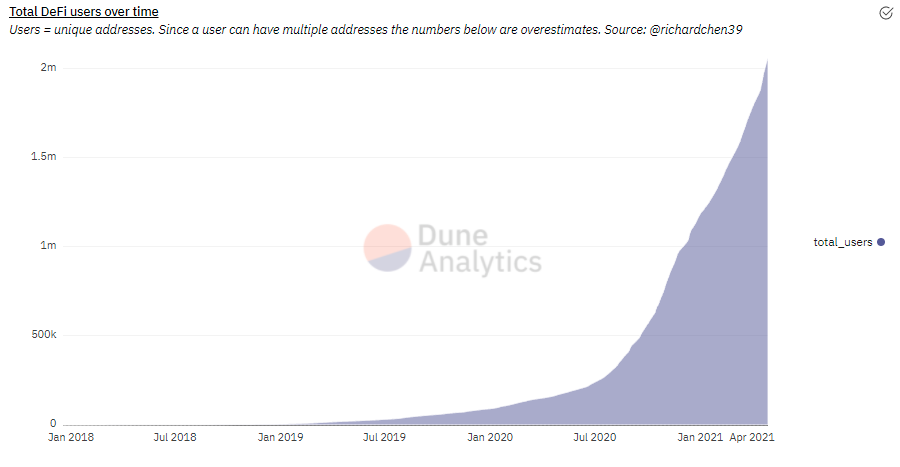 Total DeFi users over time
Users = unique addresses. Since a user can have multiple addresses the numbers below are overestimates. Source: @richardchen39
2m
1.5m
1m
500k
0
Dune
Analytics
total_users
Jan 2018 Jul 2018 Jan 2019 Jul 2019 Jan 2020 Jul 2020 Jan 2021 Apr 2021